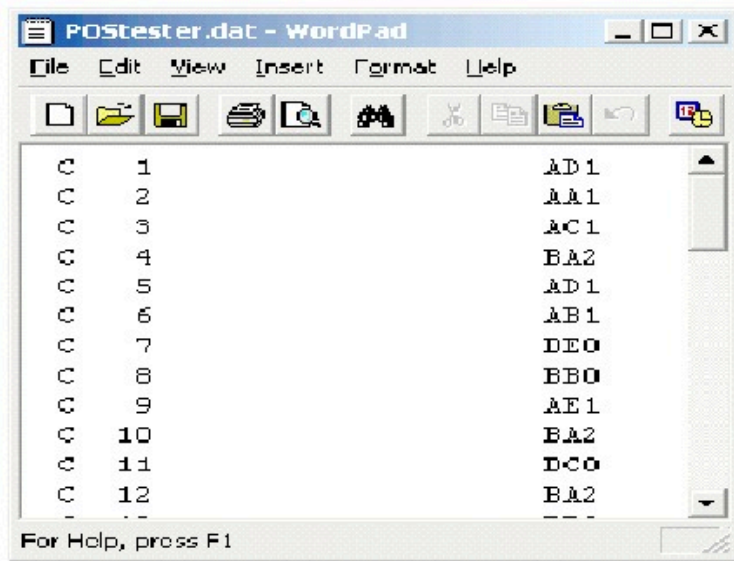 POStester.dat - WordPad
File Edit View Insert Format Help
C 1 AD1
C 2 AA1
C 3 AC1
C 4 BA2
C 5 AD1
C 6 AB1
C 7 DE0
C 8 BB0
C 9 AE1
C 10 BA2
C 11 DC0
C 12 BA2
For Help, press F1